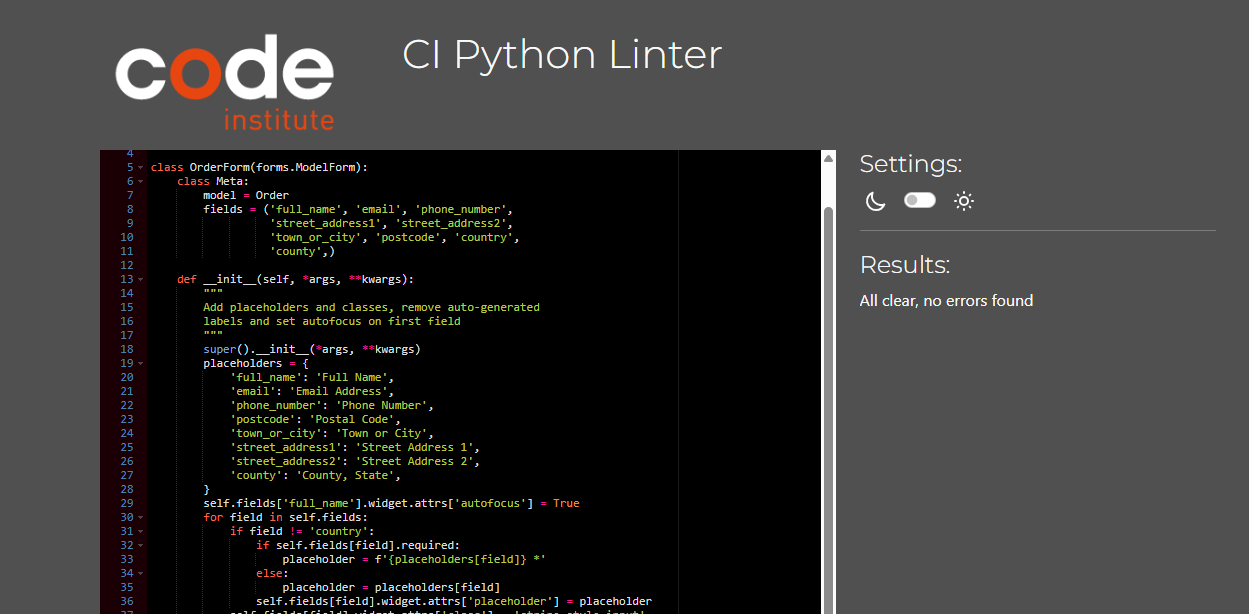 code
institute
CI Python Linter
4
5 class OrderForm(forms.ModelForm):
6     class Meta:
7         model = Order
8         fields = ('full_name', 'email', 'phone_number',
9                   'street_address1', 'street_address2',
10                   'town_or_city', 'postcode', 'country',
11                   'county',)
12
13     def __init__(self, *args, **kwargs):
14         """
15         Add placeholders and classes, remove auto-generated
16         labels and set autofocus on first field
17         """
18         super().__init__(*args, **kwargs)
19         placeholders = {
20             'full_name': 'Full Name',
21             'email': 'Email Address',
22             'phone_number': 'Phone Number',
23             'postcode': 'Postal Code',
24             'town_or_city': 'Town or City',
25             'street_address1': 'Street Address 1',
26             'street_address2': 'Street Address 2',
27             'county': 'County, State',
28         }
29         self.fields['full_name'].widget.attrs['autofocus'] = True
30         for field in self.fields:
31             if field != 'country':
32                 if self.fields[field].required:
33                     placeholder = f'{placeholders[field]} *'
34                 else:
35                     placeholder = placeholders[field]
36                 self.fields[field].widget.attrs['placeholder'] = placeholder
Settings:
Results:
All clear, no errors found